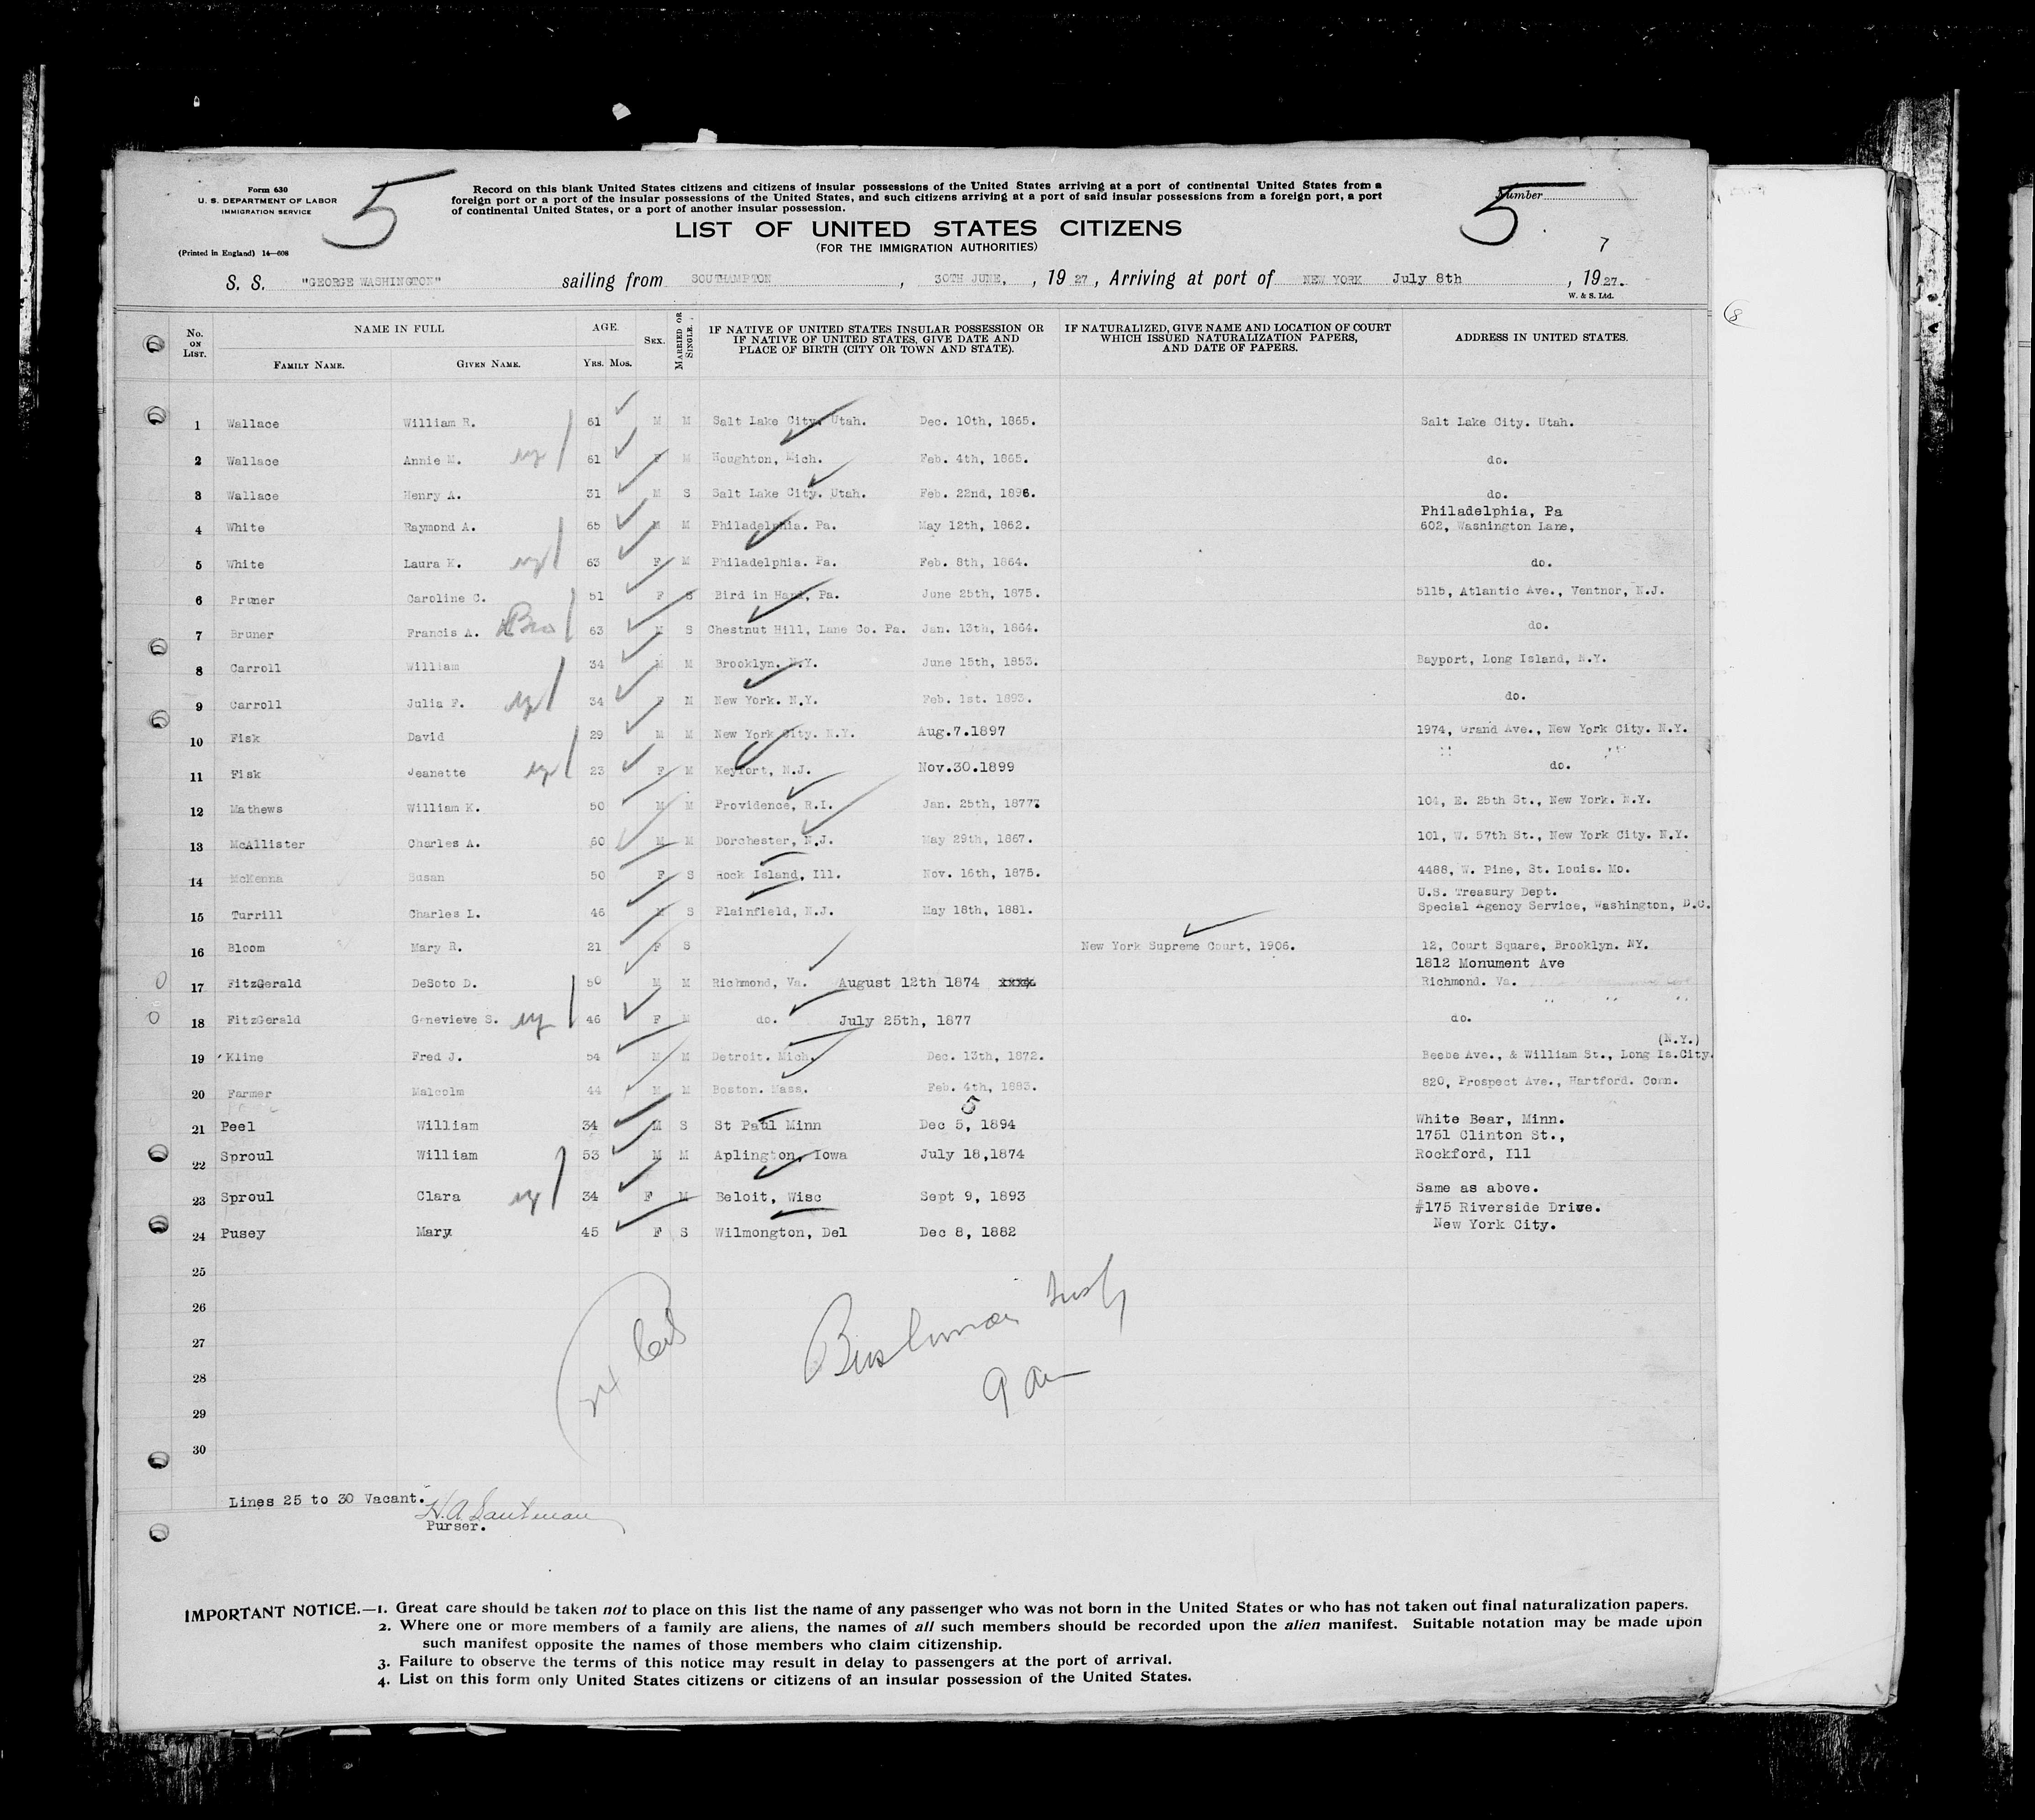 Form 630
U. S. DEPARTMENT OF LABOR
IMMIGRATION SERVICE
(Printed in England) 14—608
5
Record on this blank United States citizens and citizens of insular possessions of the United States arriving at a port of continental United States from a
foreign port or a port of the insular possessions of the United States, and such citizens arriving at a port of said insular possessions from a foreign port, a port
of continental United States, or a port of another insular possession.
Number
5
7
LIST OF UNITED STATES CITIZENS
(FOR THE IMMIGRATION AUTHORITIES)
S. S. "GEORGE WASHINGTON" sailing from SOUTHAMPTON , 30TH JUNE, , 19 27 , Arriving at port of NEW YORK July 8th , 19 27.
W. & S. Ltd.
8
No. ON LIST. NAME IN FULL AGE. SEX. MARRIED OR SINGLE. IF NATIVE OF UNITED STATES INSULAR POSSESSION OR IF NATIVE OF UNITED STATES, GIVE DATE AND PLACE OF BIRTH (CITY OR TOWN AND STATE). IF NATURALIZED, GIVE NAME AND LOCATION OF COURT WHICH ISSUED NATURALIZATION PAPERS, AND DATE OF PAPERS. ADDRESS IN UNITED STATES.
FAMILY NAME. GIVEN NAME. YRS. MOS.
1 Wallace William R. 61 M M Salt Lake City. Utah. Dec. 10th, 1865. Salt Lake City. Utah.
2 Wallace Annie M. 61 F M Houghton, Mich. Feb. 4th, 1865. do.
3 Wallace Henry A. 31 M S Salt Lake City. Utah. Feb. 22nd, 1896. do.
Philadelphia, Pa
4 White Raymond A. 65 M M Philadelphia. Pa. May 12th, 1862. 602, Washington Lane,
5 White Laura K. 63 F M Philadelphia. Pa. Feb. 8th, 1864. do.
6 Bruner Caroline C. 51 F S Bird in Hand, Pa. June 25th, 1875. 5115, Atlantic Ave., Ventnor, N.J.
7 Bruner Francis A. Bro 63 M S Chestnut Hill, Lane Co. Pa. Jan. 13th, 1864. do.
8 Carroll William 34 M M Brooklyn. N.Y. June 15th, 1853. Bayport, Long Island, N.Y.
9 Carroll Julia F. 34 F M New York. N.Y. Feb. 1st. 1893. do.
10 Fisk David 29 M M New York City. N.Y. Aug.7.1897 1974, Grand Ave., New York City. N.Y.
11 Fisk Jeanette 23 F M Keyport, N.J. Nov.30.1899 do.
12 Mathews William K. 50 M M Providence, R.I. Jan. 25th, 1877. 104, E. 25th St., New York. N.Y.
13 McAllister Charles A. 60 M M Dorchester, N.J. May 29th, 1867. 101, W. 57th St., New York City. N.Y.
14 McKenna Susan 50 F S Rock Island, Ill. Nov. 16th, 1875. 4488, W. Pine, St. Louis. Mo.
U.S. Treasury Dept.
15 Turrill Charles L. 46 M S Plainfield, N.J. May 18th, 1881. Special Agency Service, Washington, D.C.
16 Bloom Mary R. 21 F S New York Supreme Court, 1906. 12, Court Square, Brooklyn. NY.
1812 Monument Ave
17 FitzGerald DeSoto D. 50 M M Richmond, Va. August 12th 1874 xxxx Richmond. Va.
18 FitzGerald Genevieve S. 46 F M do. July 25th, 1877 do.
(N.Y.)
19 Kline Fred J. 54 M M Detroit. Mich. Dec. 13th, 1872. Beebe Ave., & William St., Long Is.City.
20 Farmer Malcolm 44 M M Boston. Mass. Feb. 4th, 1883. 820, Prospect Ave., Hartford. Conn.
5
21 Peel William 34 M S St Paul Minn Dec 5, 1894 White Bear, Minn.
1751 Clinton St.,
22 Sproul William 53 M M Aplington, Iowa July 18,1874 Rockford, Ill
23 Sproul Clara 34 F M Beloit, Wisc Sept 9, 1893 Same as above.
#175 Riverside Drive.
24 Pusey Mary 45 F S Wilmongton, Del Dec 8, 1882 New York City.
25
26
27
28
29
30
9 am
Lines 25 to 30 Vacant.
Purser.
IMPORTANT NOTICE.—1. Great care should be taken not to place on this list the name of any passenger who was not born in the United States or who has not taken out final naturalization papers.
2. Where one or more members of a family are aliens, the names of all such members should be recorded upon the alien manifest. Suitable notation may be made upon
such manifest opposite the names of those members who claim citizenship.
3. Failure to observe the terms of this notice may result in delay to passengers at the port of arrival.
4. List on this form only United States citizens or citizens of an insular possession of the United States.